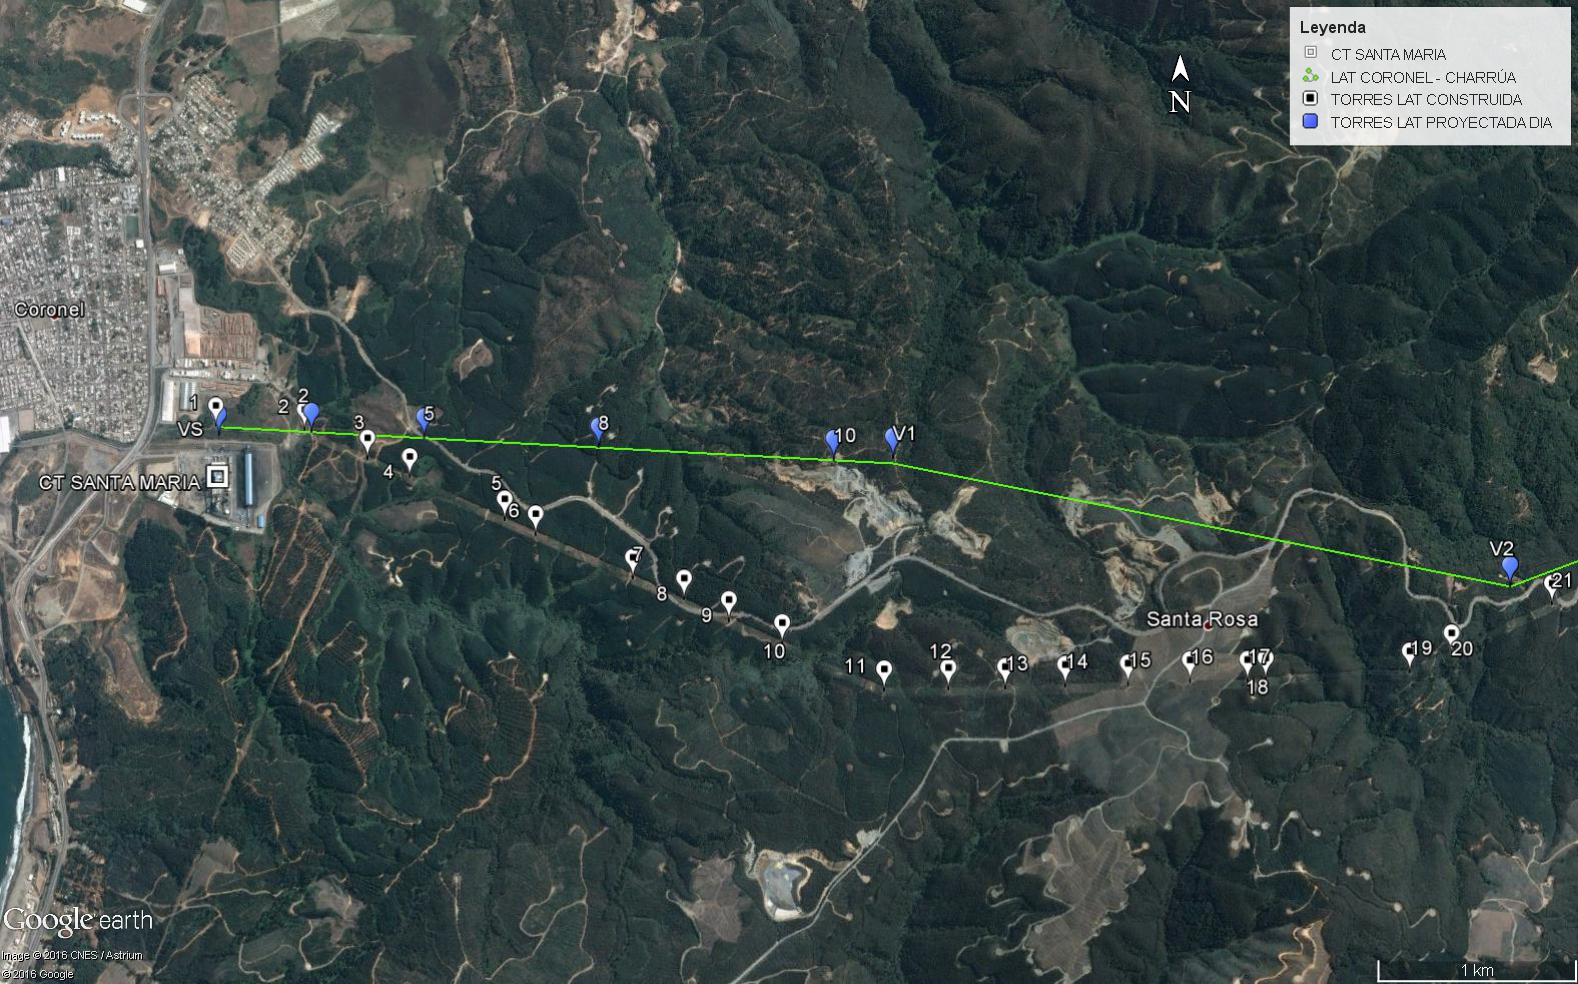 Leyenda
CT SANTA MARIA
LAT CORONEL - CHARRÚA
TORRES LAT CONSTRUIDA
TORRES LAT PROYECTADA DIA
N
Coronel
1
2
2
3
VS
5
8
10
V1
4
CT SANTA MARIA
5
6
7
8
9
10
V2
21
Santa Rosa
11
12
13
14
15
16
17
18
19
20
Google earth
Image © 2016 CNES / Astrium
© 2016 Google
1 km